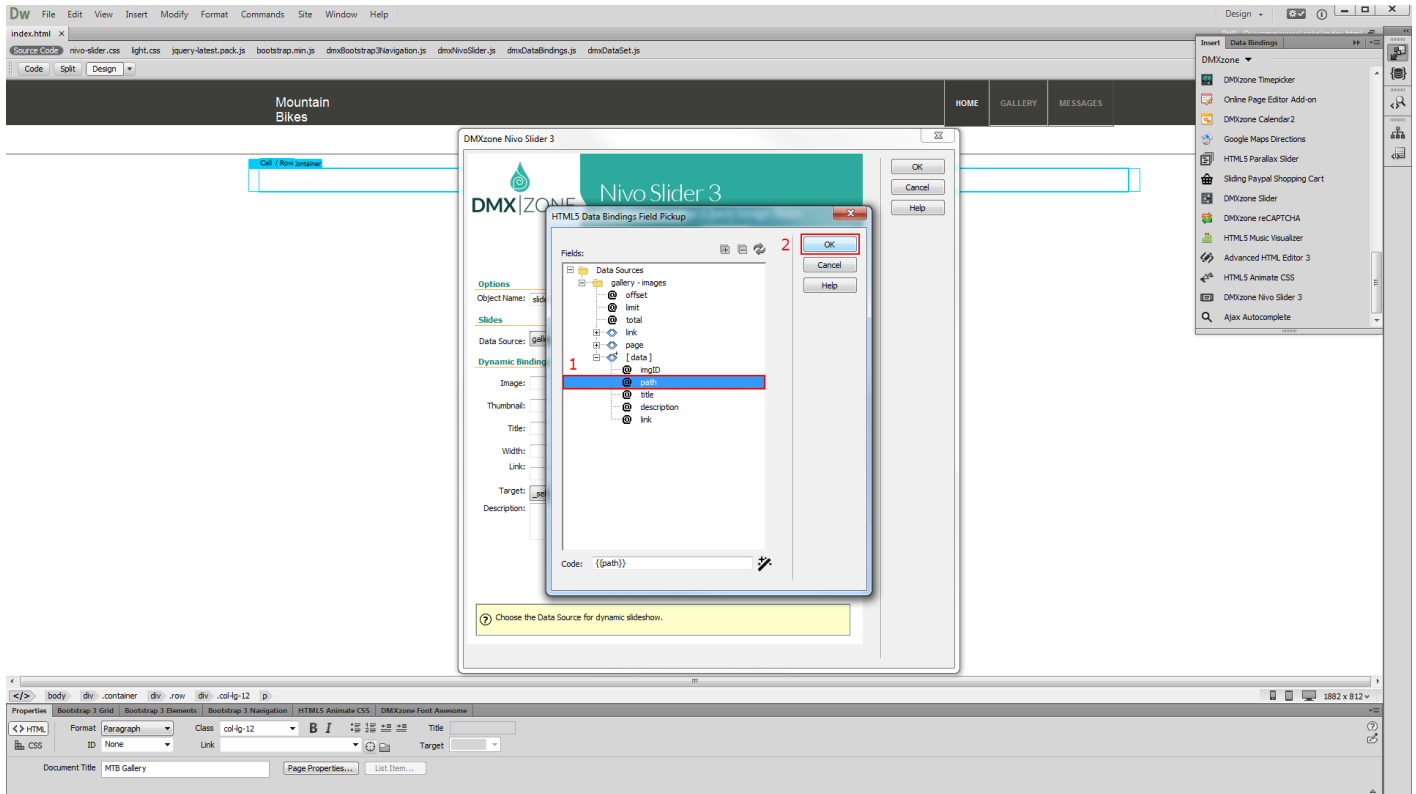 Dw File Edit View Insert Modify Format Commands Site Window Help Design
index.html ×
Source Code nivo-slider.css light.css jquery-latest.pack.js bootstrap.min.js dmxBootstrap3Navigation.js dmxNivoSlider.js dmxDataBindings.js dmxDataSet.js
Code Split Design
Insert Data Bindings
DMXzone
DMXzone Timepicker
Online Page Editor Add-on
DMXzone Calendar2
Google Maps Directions
HTML5 Parallax Slider
Sliding Paypal Shopping Cart
DMXzone Slider
DMXzone reCAPTCHA
HTML5 Music Visualizer
Advanced HTML Editor 3
HTML5 Animate CSS
DMXzone Nivo Slider 3
Ajax Autocomplete
Mountain
Bikes
HOME GALLERY MESSAGES
Cell / Row
DMXzone Nivo Slider 3
DMX|ZONE
Nivo Slider 3
OK
Cancel
Help
Options
Object Name:
Slides
Data Source:
Dynamic Binding
Image:
Thumbnail:
Title:
Width:
Link:
Target:
Description:
? Choose the Data Source for dynamic slideshow.
HTML5 Data Bindings Field Pickup
Fields:
2 OK
Cancel
Help
Data Sources
gallery - images
@ offset
@ limit
@ total
link
page
[ data ]
1
@ imgID
@ path
@ title
@ description
@ link
Code: {{path}}
</> body div .container div .row div .col-lg-12 p 1882 x 812
Properties Bootstrap 3 Grid Bootstrap 3 Elements Bootstrap 3 Navigation HTML5 Animate CSS DMXzone Font Awesome
<> HTML Format Paragraph Class col-lg-12 B I Title
CSS ID None Link Target
Document Title MTB Gallery Page Properties... List Item...